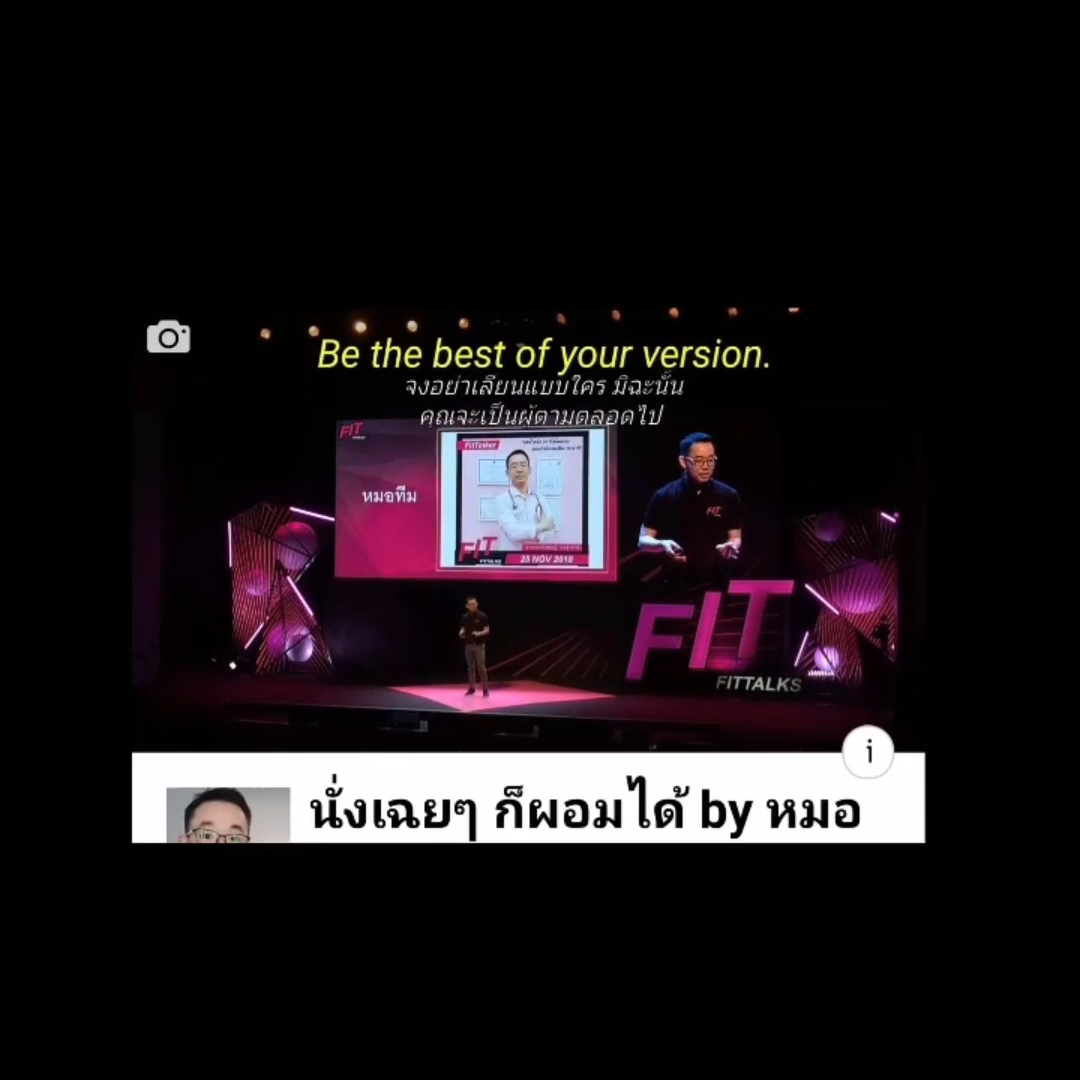 Be the best of your version.
จงอย่าเลียนแบบใคร มิฉะนั้น
คุณจะเป็นผู้ตามตลอดไป
FIT
FitTalker
หมอทีม
FIT
FIT
FITTALKS
25 NOV 2018
FIT
FITTALKS
i
นั่งเฉยๆ ก็ผอมได้ by หมอ